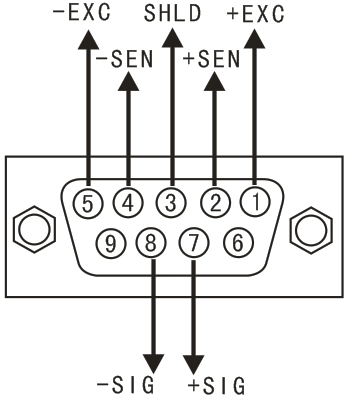 -EXC SHLD +EXC
-SEN +SEN
5 4 3 2 1
9 8 7 6
-SIG +SIG